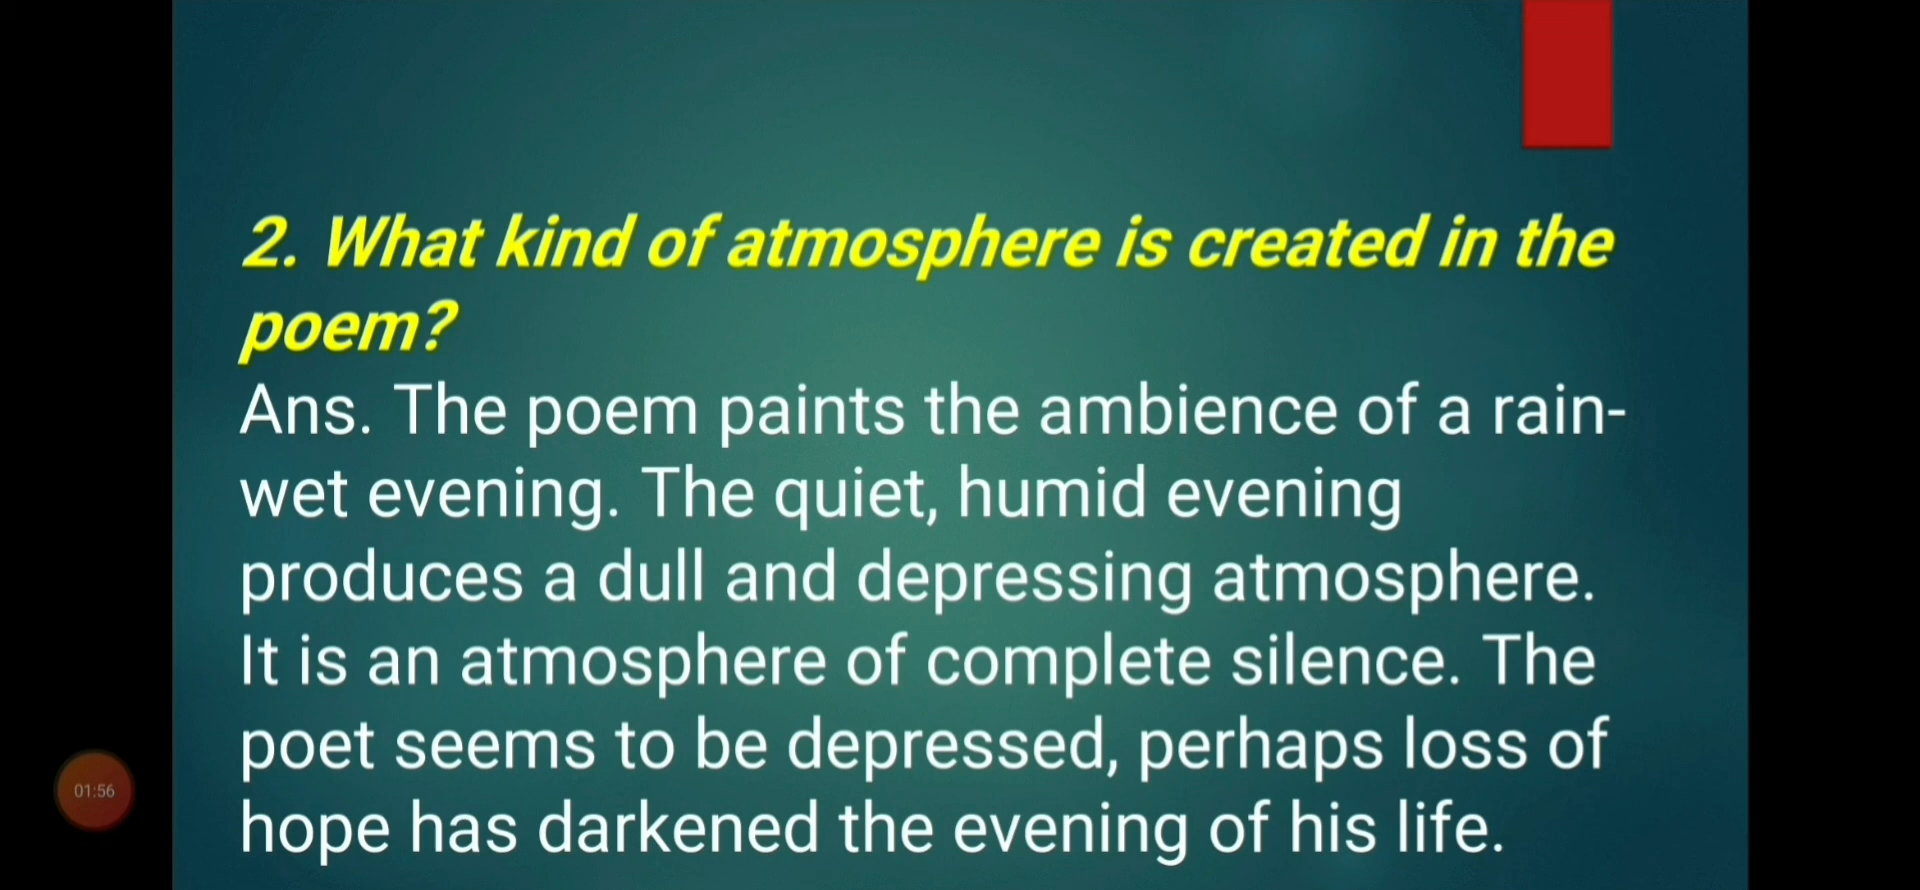 2. What kind of atmosphere is created in the
poem?
Ans. The poem paints the ambience of a rain-
wet evening. The quiet, humid evening
produces a dull and depressing atmosphere.
It is an atmosphere of complete silence. The
poet seems to be depressed, perhaps loss of
hope has darkened the evening of his life.
01:56